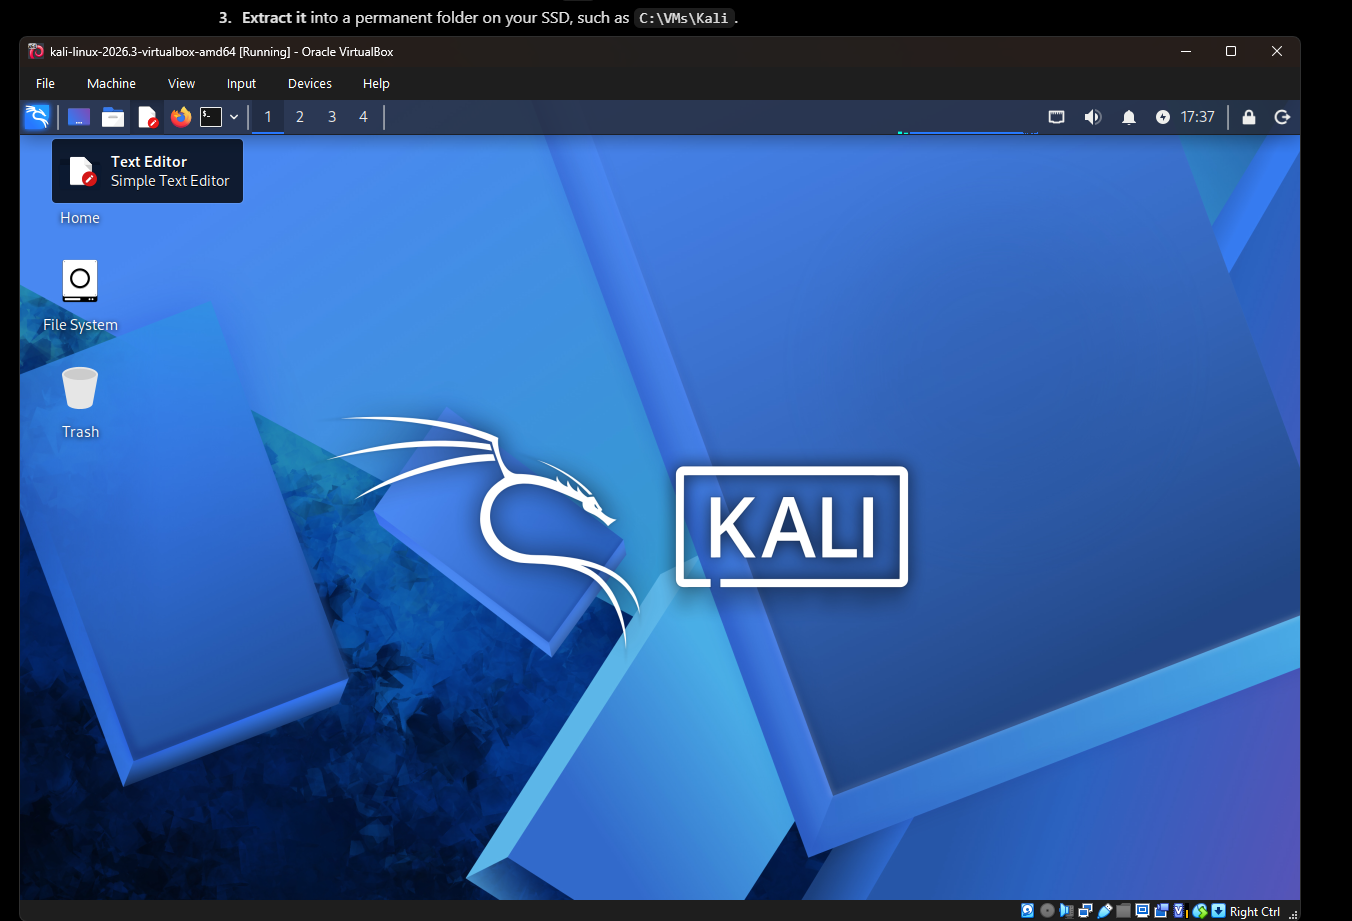 3. Extract it into a permanent folder on your SSD, such as C:\VMs\Kali.
kali-linux-2026.3-virtualbox-amd64 [Running] - Oracle VirtualBox
File Machine View Input Devices Help
1 2 3 4 17:37
Text Editor
Simple Text Editor
Home
File System
Trash
KALI
Right Ctrl